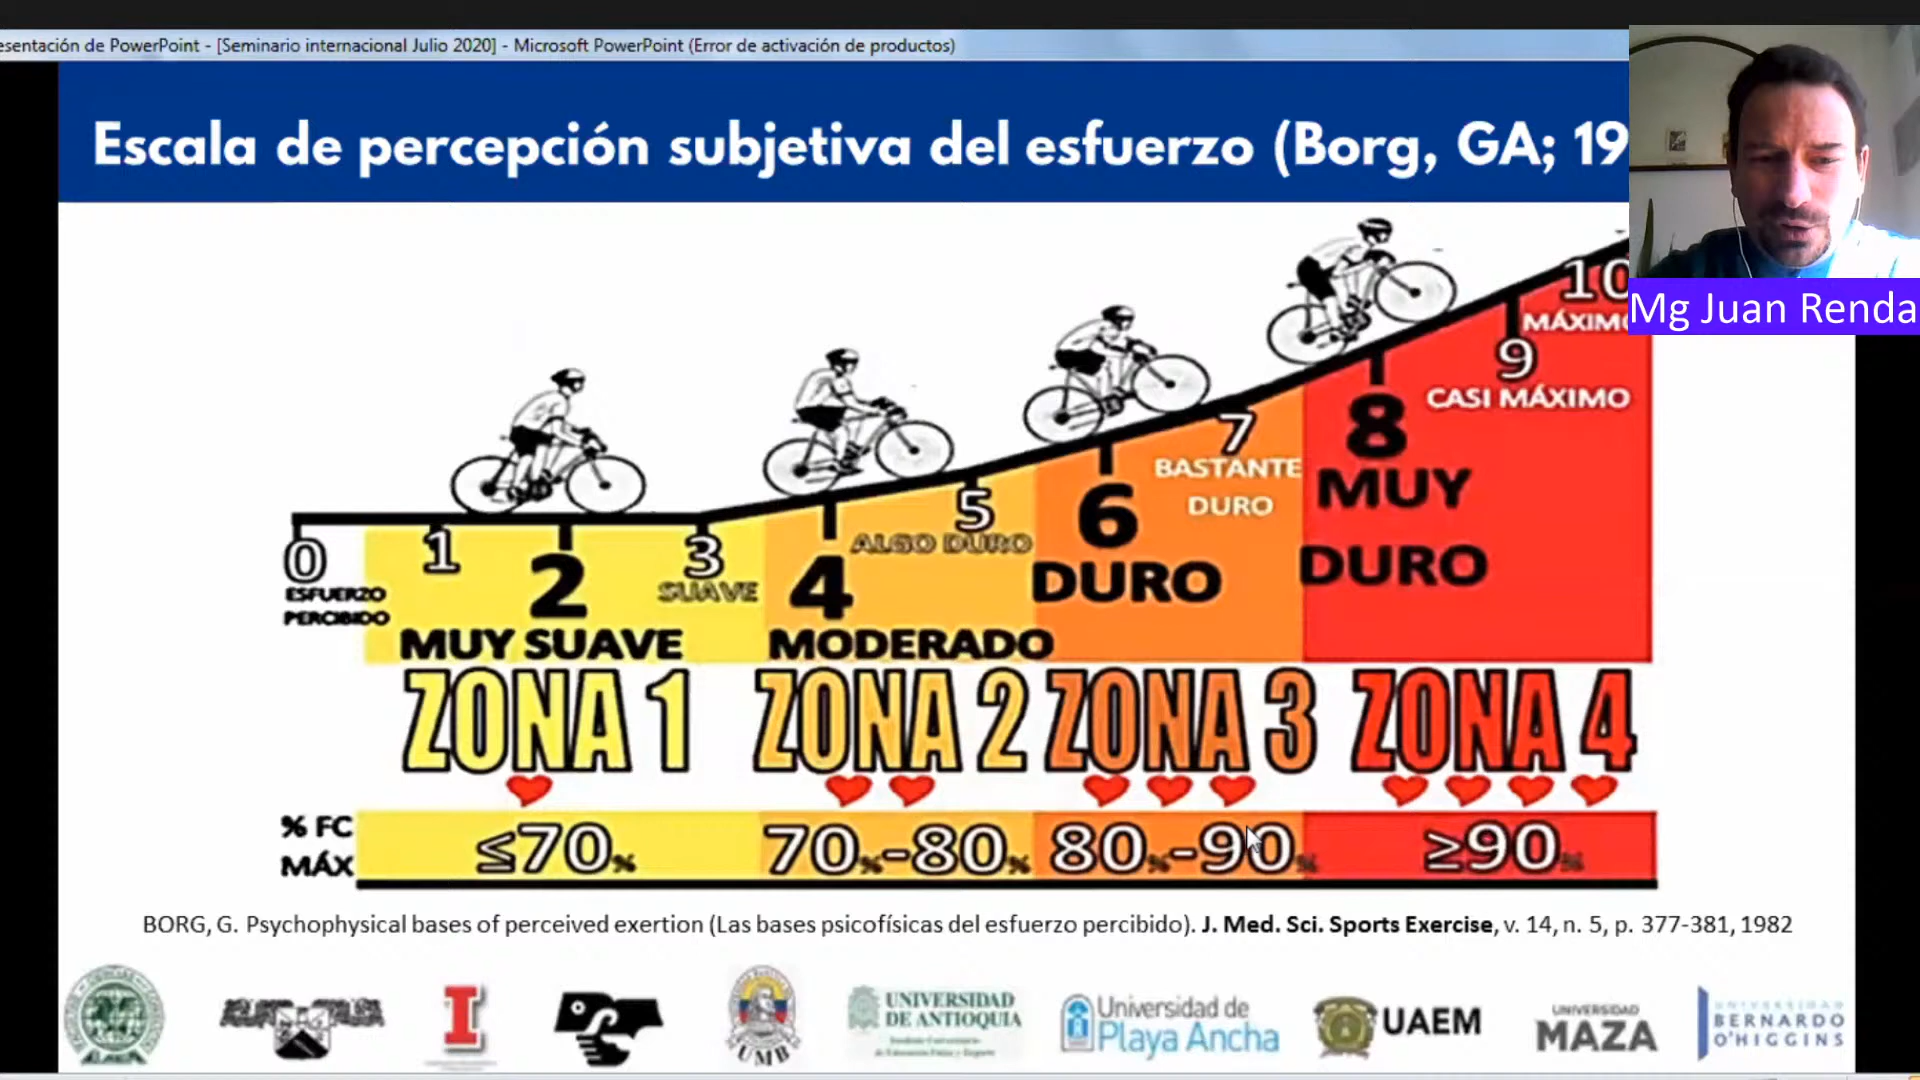 esentación de PowerPoint - [Seminario internacional Julio 2020] - Microsoft PowerPoint (Error de activación de productos)
Escala de percepción subjetiva del esfuerzo (Borg, GA; 19
Mg Juan Renda
10
MÁXIMO
9
CASI MÁXIMO
8
MUY
DURO
7
BASTANTE
DURO
6
DURO
5
ALGO DURO
4
MODERADO
3
SUAVE
2
MUY SUAVE
1
0
ESFUERZO
PERCIBIDO
ZONA 1 ZONA 2 ZONA 3 ZONA 4
% FC
MÁX
≤70% 70%-80% 80%-90% ≥90%
BORG, G. Psychophysical bases of perceived exertion (Las bases psicofísicas del esfuerzo percibido). J. Med. Sci. Sports Exercise, v. 14, n. 5, p. 377-381, 1982
UMB
UNIVERSIDAD
DE ANTIOQUIA
Universidad de
Playa Ancha
UAEM
UNIVERSIDAD
MAZA
UNIVERSIDAD
BERNARDO
O'HIGGINS